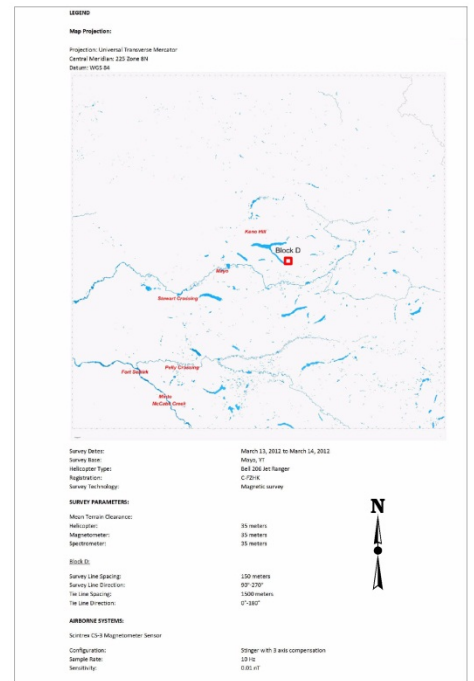 LEGEND
Map Projection:
Projection: Universal Transverse Mercator
Central Meridian: 225 Zone 8N
Datum: WGS 84
Keno Hill
Block D
Mayo
Stewart Crossing
Pelly Crossing
Fort Selkirk
Minto
McCabe Creek
Survey Dates: March 13, 2012 to March 14, 2012
Survey Base: Mayo, YT
Helicopter Type: Bell 206 Jet Ranger
Registration: C-FZHK
Survey Technology: Magnetic survey
SURVEY PARAMETERS:
Mean Terrain Clearance:
Helicopter: 35 meters
Magnetometer: 35 meters
Spectrometer: 35 meters
N
Block D:
Survey Line Spacing: 150 meters
Survey Line Direction: 90°-270°
Tie Line Spacing: 1500 meters
Tie Line Direction: 0°-180°
AIRBORNE SYSTEMS:
Scintrex CS-3 Magnetometer Sensor
Configuration: Stinger with 3 axis compensation
Sample Rate: 10 Hz
Sensitivity: 0.01 nT